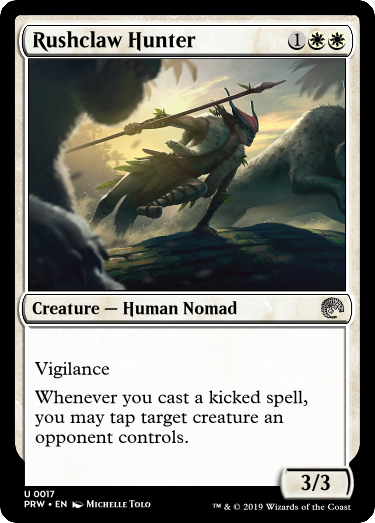 Rushclaw Hunter 1
Creature — Human Nomad
Vigilance
Whenever you cast a kicked spell,
you may tap target creature an
opponent controls.
3/3
U 0017
PRW • EN Michelle Tolo
™ & © 2019 Wizards of the Coast